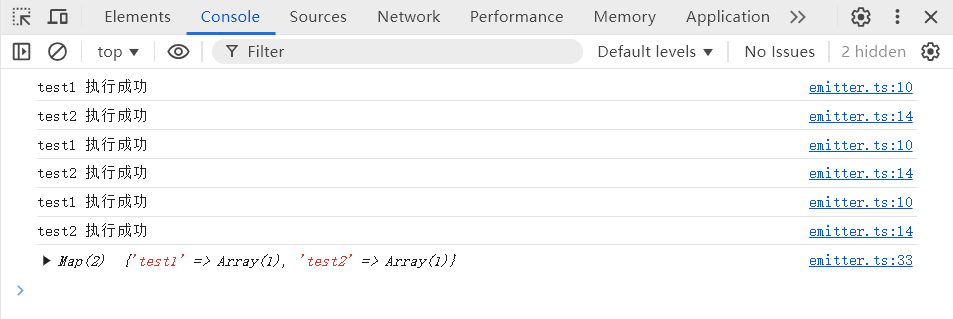 Elements Console Sources Network Performance Memory Application
top Filter Default levels No Issues 2 hidden
test1 执行成功 emitter.ts:10
test2 执行成功 emitter.ts:14
test1 执行成功 emitter.ts:10
test2 执行成功 emitter.ts:14
test1 执行成功 emitter.ts:10
test2 执行成功 emitter.ts:14
Map(2) {'test1' => Array(1), 'test2' => Array(1)} emitter.ts:33